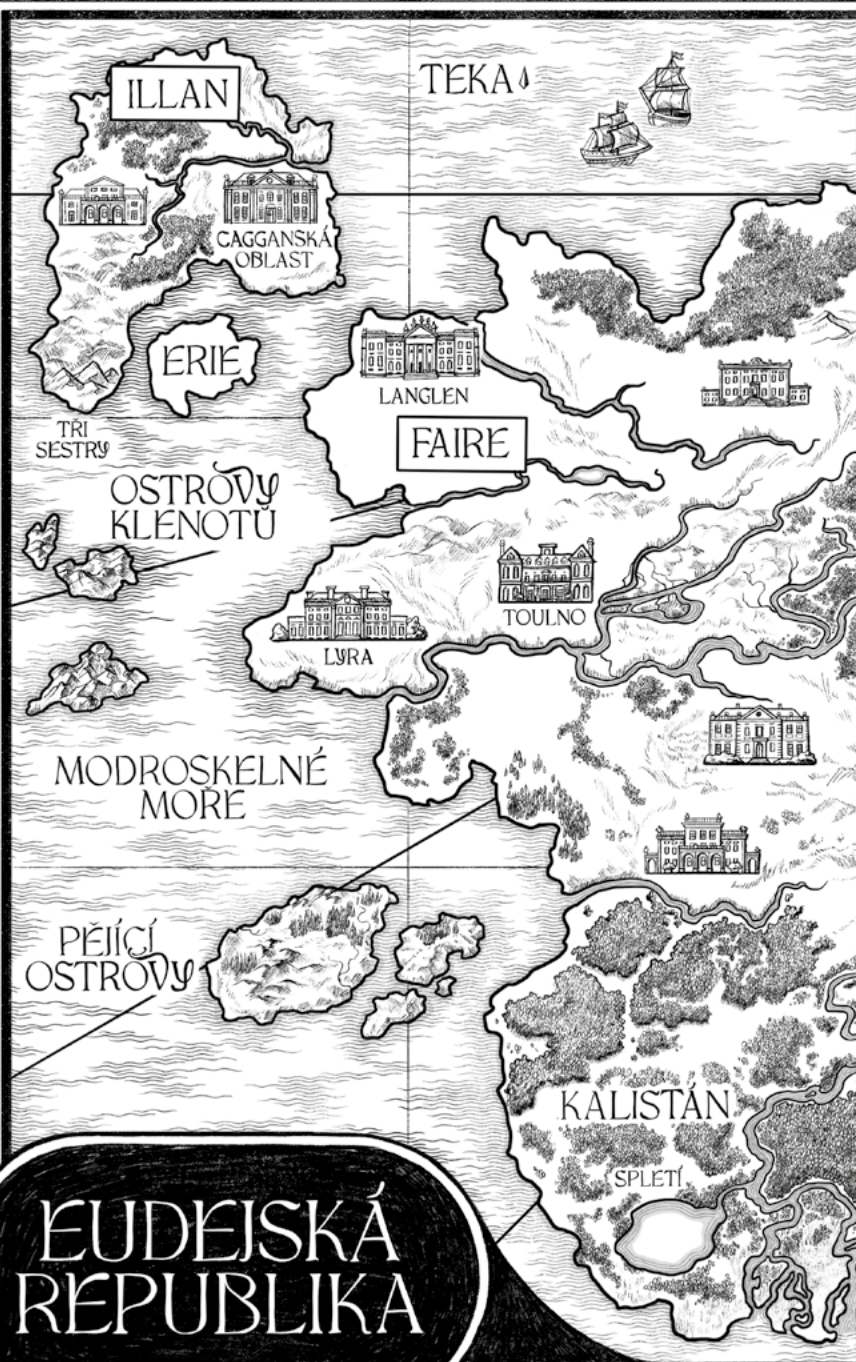 ILLAN
TEKA
CAGGANSKÁ
OBLAST
ERIE
LANGLEN
FAIRE
TŘI
SESTRY
OSTROVY
KLENOTŮ
TOULNO
LYRA
MODROSKELNÉ
MOŘE
PĚJÍCÍ
OSTROVY
KALISTÁN
SPLETÍ
EUDEJSKÁ
REPUBLIKA